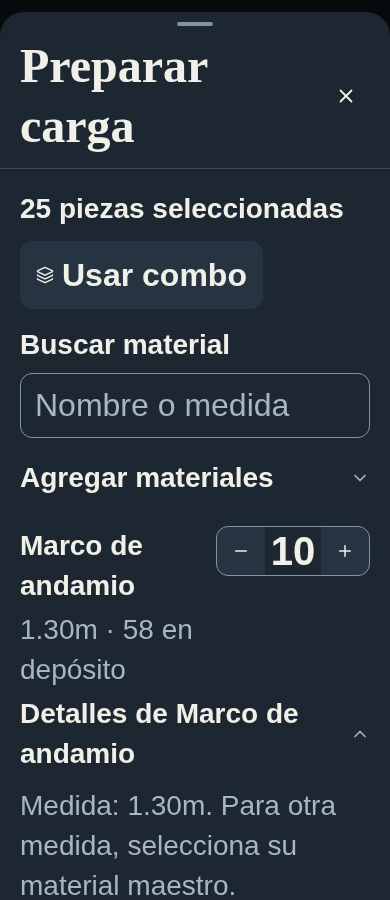 Preparar
carga
25 piezas seleccionadas
Usar combo
Buscar material
Nombre o medida
Agregar materiales
Marco de
andamio
− 10 +
1.30m · 58 en
depósito
Detalles de Marco de
andamio
Medida: 1.30m. Para otra
medida, selecciona su
material maestro.